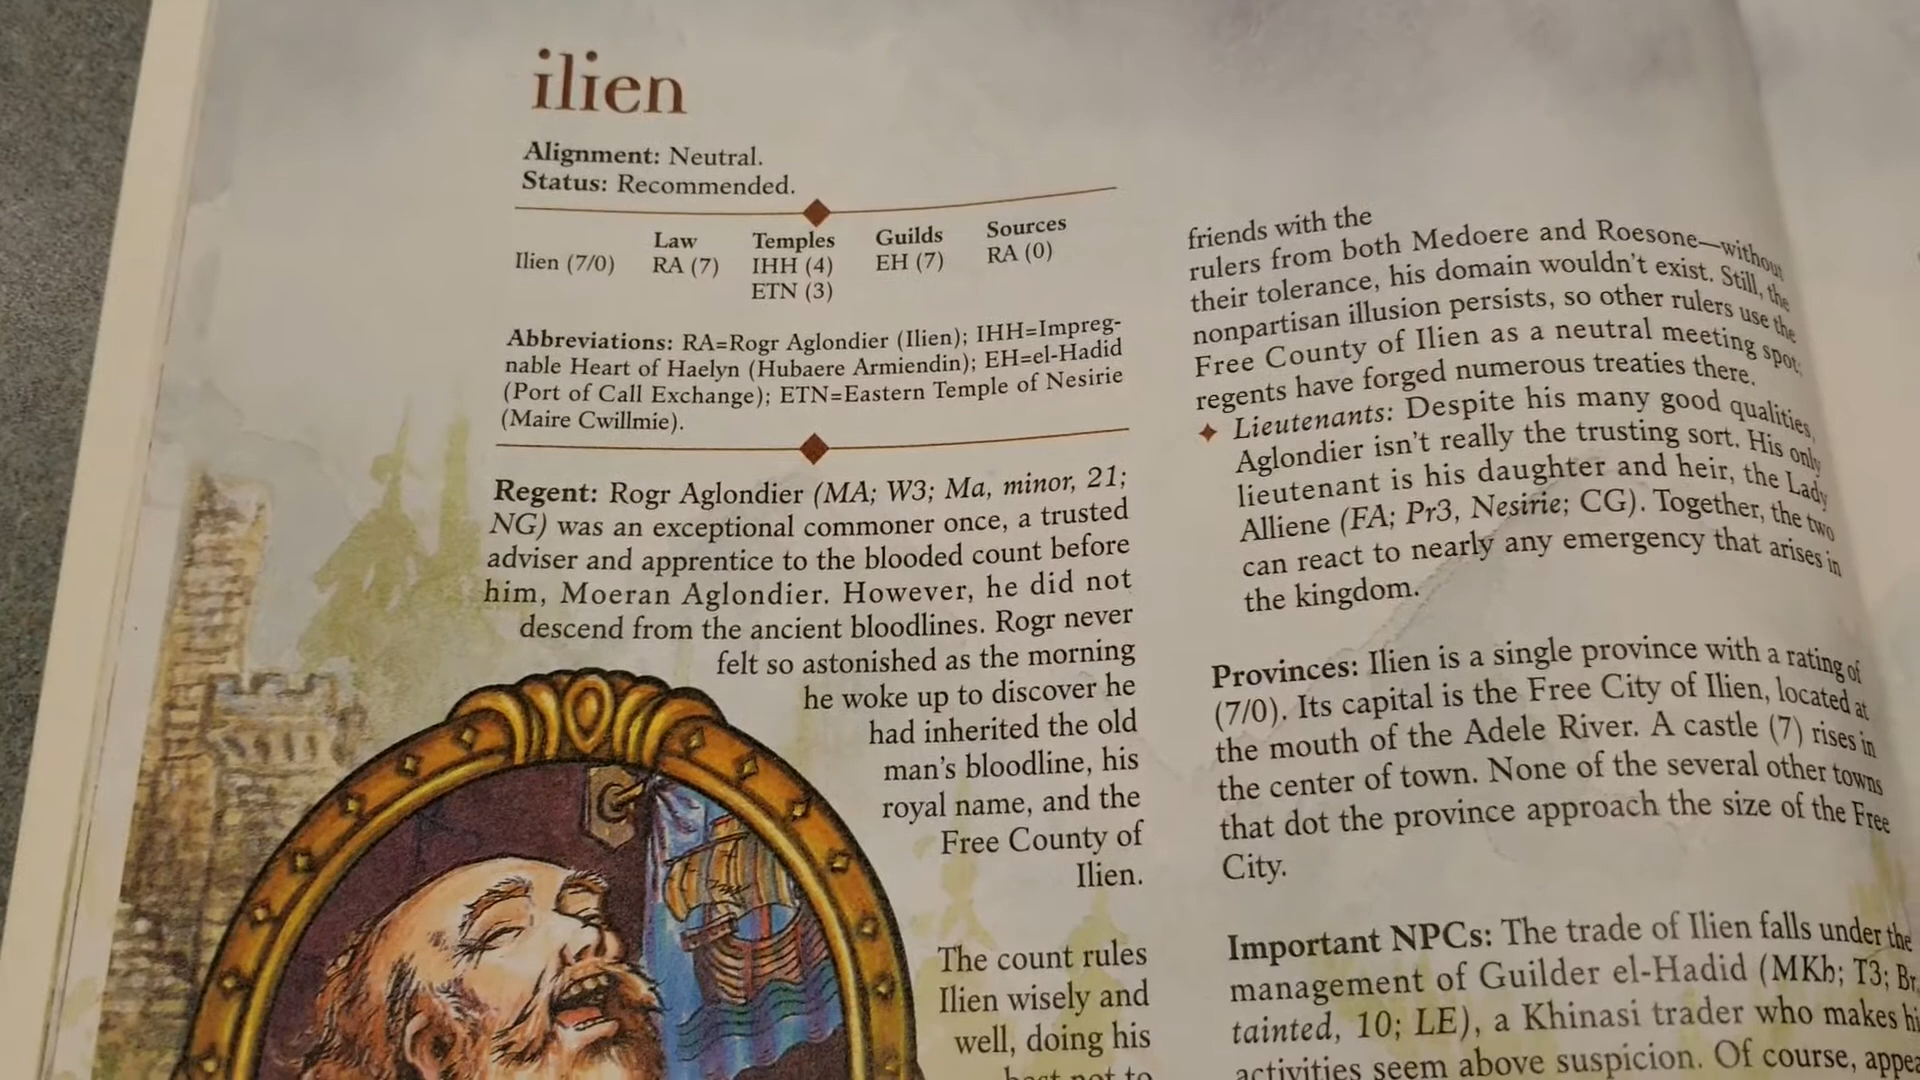 ilien
Alignment: Neutral.
Status: Recommended.
Law Temples Guilds Sources
Ilien (7/0) RA (7) IHH (4) EH (7) RA (0)
ETN (3)
Abbreviations: RA=Rogr Aglondier (Ilien); IHH=Impreg-
nable Heart of Haelyn (Hubaere Armiendin); EH=el-Hadid
(Port of Call Exchange); ETN=Eastern Temple of Nesirie
(Maire Cwillmie).
Regent: Rogr Aglondier (MA; W3; Ma, minor, 21;
NG) was an exceptional commoner once, a trusted
adviser and apprentice to the blooded count before
him, Moeran Aglondier. However, he did not
descend from the ancient bloodlines. Rogr never
felt so astonished as the morning
he woke up to discover he
had inherited the old
man's bloodline, his
royal name, and the
Free County of
Ilien.
The count rules
Ilien wisely and
well, doing his
best not to
friends with the
rulers from both Medoere and Roesone—without
their tolerance, his domain wouldn't exist. Still, the
nonpartisan illusion persists, so other rulers use the
Free County of Ilien as a neutral meeting spot;
regents have forged numerous treaties there.
✦ Lieutenants: Despite his many good qualities,
Aglondier isn't really the trusting sort. His only
lieutenant is his daughter and heir, the Lady
Alliene (FA; Pr3, Nesirie; CG). Together, the two
can react to nearly any emergency that arises in
the kingdom.
Provinces: Ilien is a single province with a rating of
(7/0). Its capital is the Free City of Ilien, located at
the mouth of the Adele River. A castle (7) rises in
the center of town. None of the several other towns
that dot the province approach the size of the Free
City.
Important NPCs: The trade of Ilien falls under the
management of Guilder el-Hadid (MKh; T3; Br,
tainted, 10; LE), a Khinasi trader who makes hi
activities seem above suspicion. Of course, appea